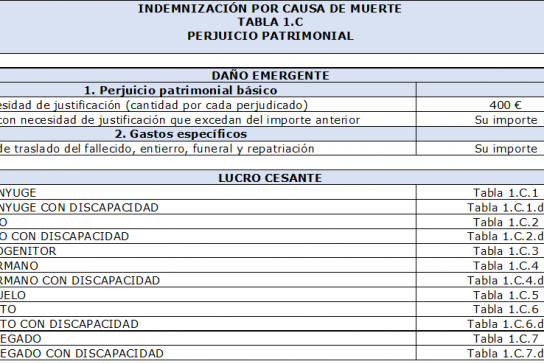 INDEMNIZACIÓN POR CAUSA DE MUERTE
TABLA 1.C
PERJUICIO PATRIMONIAL
DAÑO EMERGENTE
1. Perjuicio patrimonial básico
esidad de justificación (cantidad por cada perjudicado) 400 €
con necesidad de justificación que excedan del importe anterior Su importe
2. Gastos específicos
de traslado del fallecido, entierro, funeral y repatriación Su importe
LUCRO CESANTE
NYUGE Tabla 1.C.1
NYUGE CON DISCAPACIDAD Tabla 1.C.1.d
O Tabla 1.C.2
O CON DISCAPACIDAD Tabla 1.C.2.d
OGENITOR Tabla 1.C.3
RMANO Tabla 1.C.4
RMANO CON DISCAPACIDAD Tabla 1.C.4.d
UELO Tabla 1.C.5
TO Tabla 1.C.6
TO CON DISCAPACIDAD Tabla 1.C.6.d
EGADO Tabla 1.C.7
EGADO CON DISCAPACIDAD Tabla 1.C.7.d